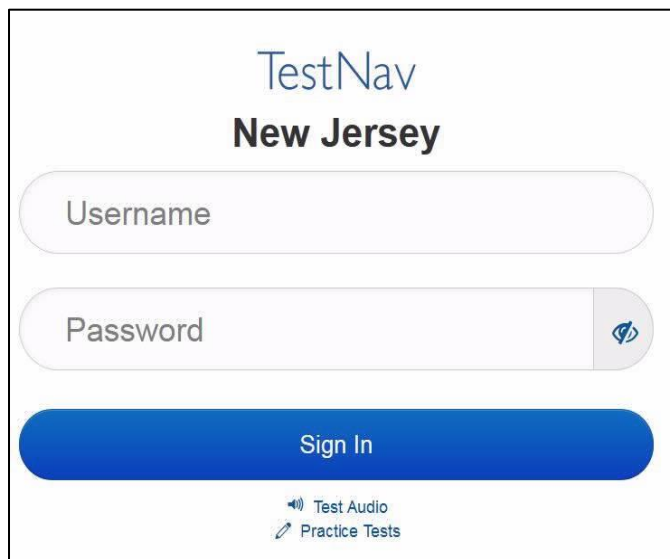 TestNav
New Jersey
Username
Password
Sign In
Test Audio
Practice Tests